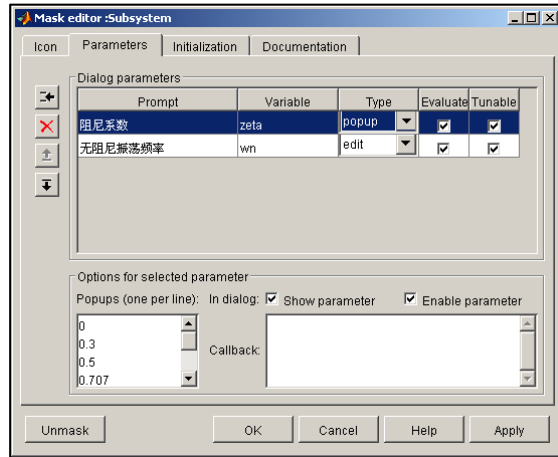 Mask editor :Subsystem
Icon Parameters Initialization Documentation
Dialog parameters
Prompt Variable Type Evaluate Tunable
阻尼系数 zeta popup
无阻尼振荡频率 wn edit
Options for selected parameter
Popups (one per line): In dialog: Show parameter Enable parameter
0
0.3
0.5
0.707
Callback:
Unmask OK Cancel Help Apply